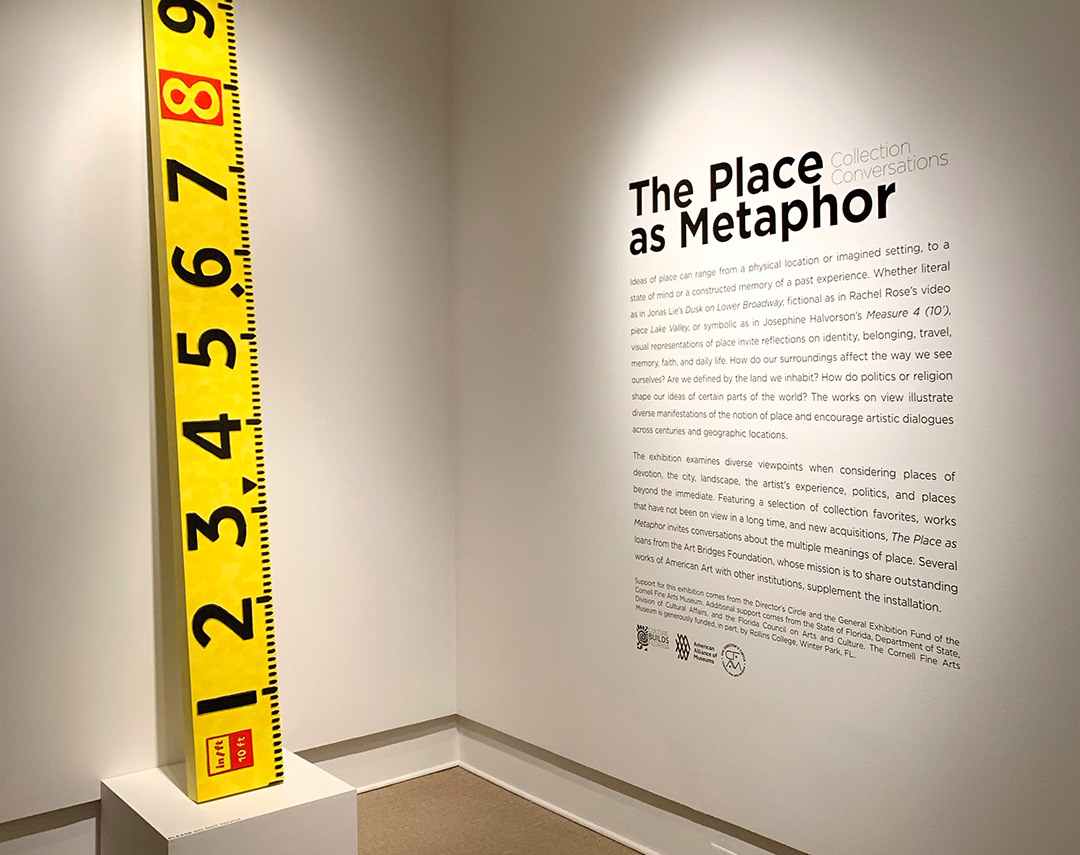 9
8
7
6
5
4
3
2
1
in/ft
10 ft
PLEASE DO NOT TOUCH
The Place
as Metaphor
Collection
Conversations
Ideas of place can range from a physical location or imagined setting, to a
state of mind or a constructed memory of a past experience. Whether literal
as in Jonas Lie's Dusk on Lower Broadway, fictional as in Rachel Rose's video
piece Lake Valley, or symbolic as in Josephine Halvorson's Measure 4 (10'),
visual representations of place invite reflections on identity, belonging, travel,
memory, faith, and daily life. How do our surroundings affect the way we see
ourselves? Are we defined by the land we inhabit? How do politics or religion
shape our ideas of certain parts of the world? The works on view illustrate
diverse manifestations of the notion of place and encourage artistic dialogues
across centuries and geographic locations.
The exhibition examines diverse viewpoints when considering places of
devotion, the city, landscape, the artist's experience, politics, and places
beyond the immediate. Featuring a selection of collection favorites, works
that have not been on view in a long time, and new acquisitions, The Place as
Metaphor invites conversations about the multiple meanings of place. Several
loans from the Art Bridges Foundation, whose mission is to share outstanding
works of American Art with other institutions, supplement the installation.
Support for this exhibition comes from the Director's Circle and the General Exhibition Fund of the
Cornell Fine Arts Museum. Additional support comes from the State of Florida, Department of State,
Division of Cultural Affairs, and the Florida Council on Arts and Culture. The Cornell Fine Arts
Museum is generously funded, in part, by Rollins College, Winter Park, FL.
CULTURE
BUILDS
FLORIDA
American
Alliance of
Museums
CFAM